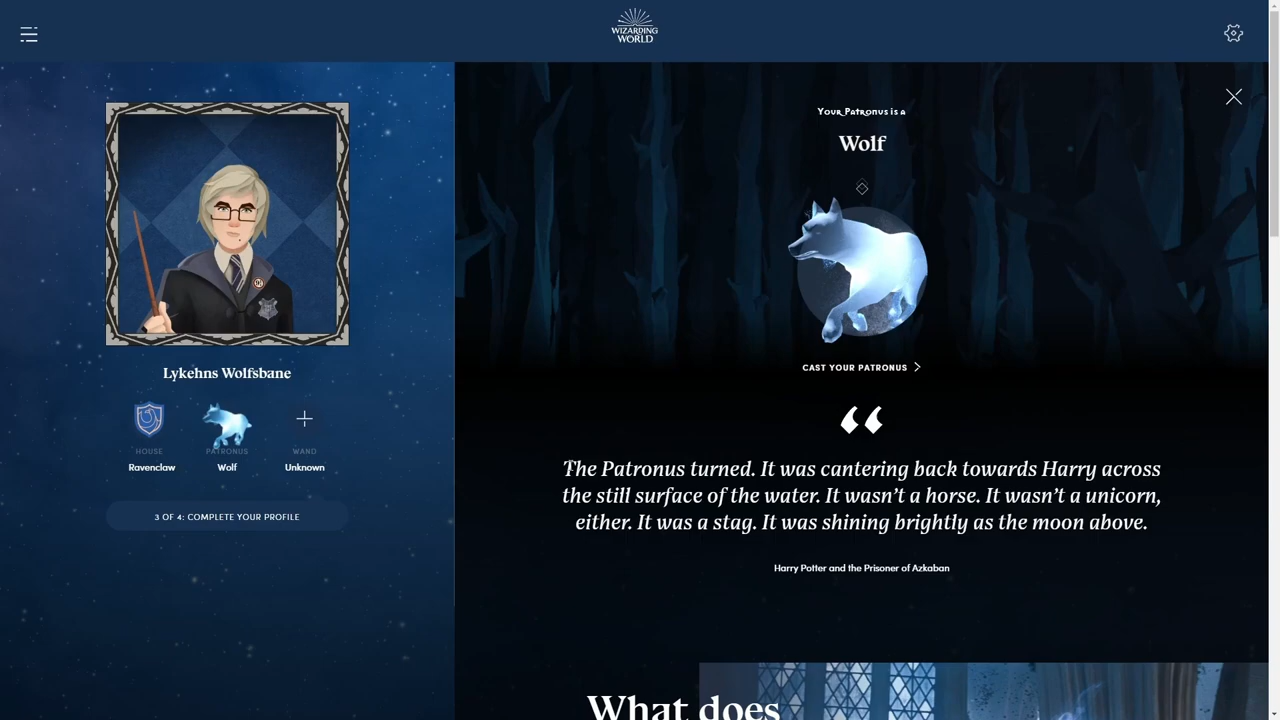 WIZARDING
WORLD
Lykehns Wolfsbane
HOUSE
Ravenclaw
PATRONUS
Wolf
WAND
Unknown
3 OF 4: COMPLETE YOUR PROFILE
Your Patronus is a
Wolf
CAST YOUR PATRONUS
“
The Patronus turned. It was cantering back towards Harry across
the still surface of the water. It wasn’t a horse. It wasn’t a unicorn,
either. It was a stag. It was shining brightly as the moon above.
Harry Potter and the Prisoner of Azkaban
What does